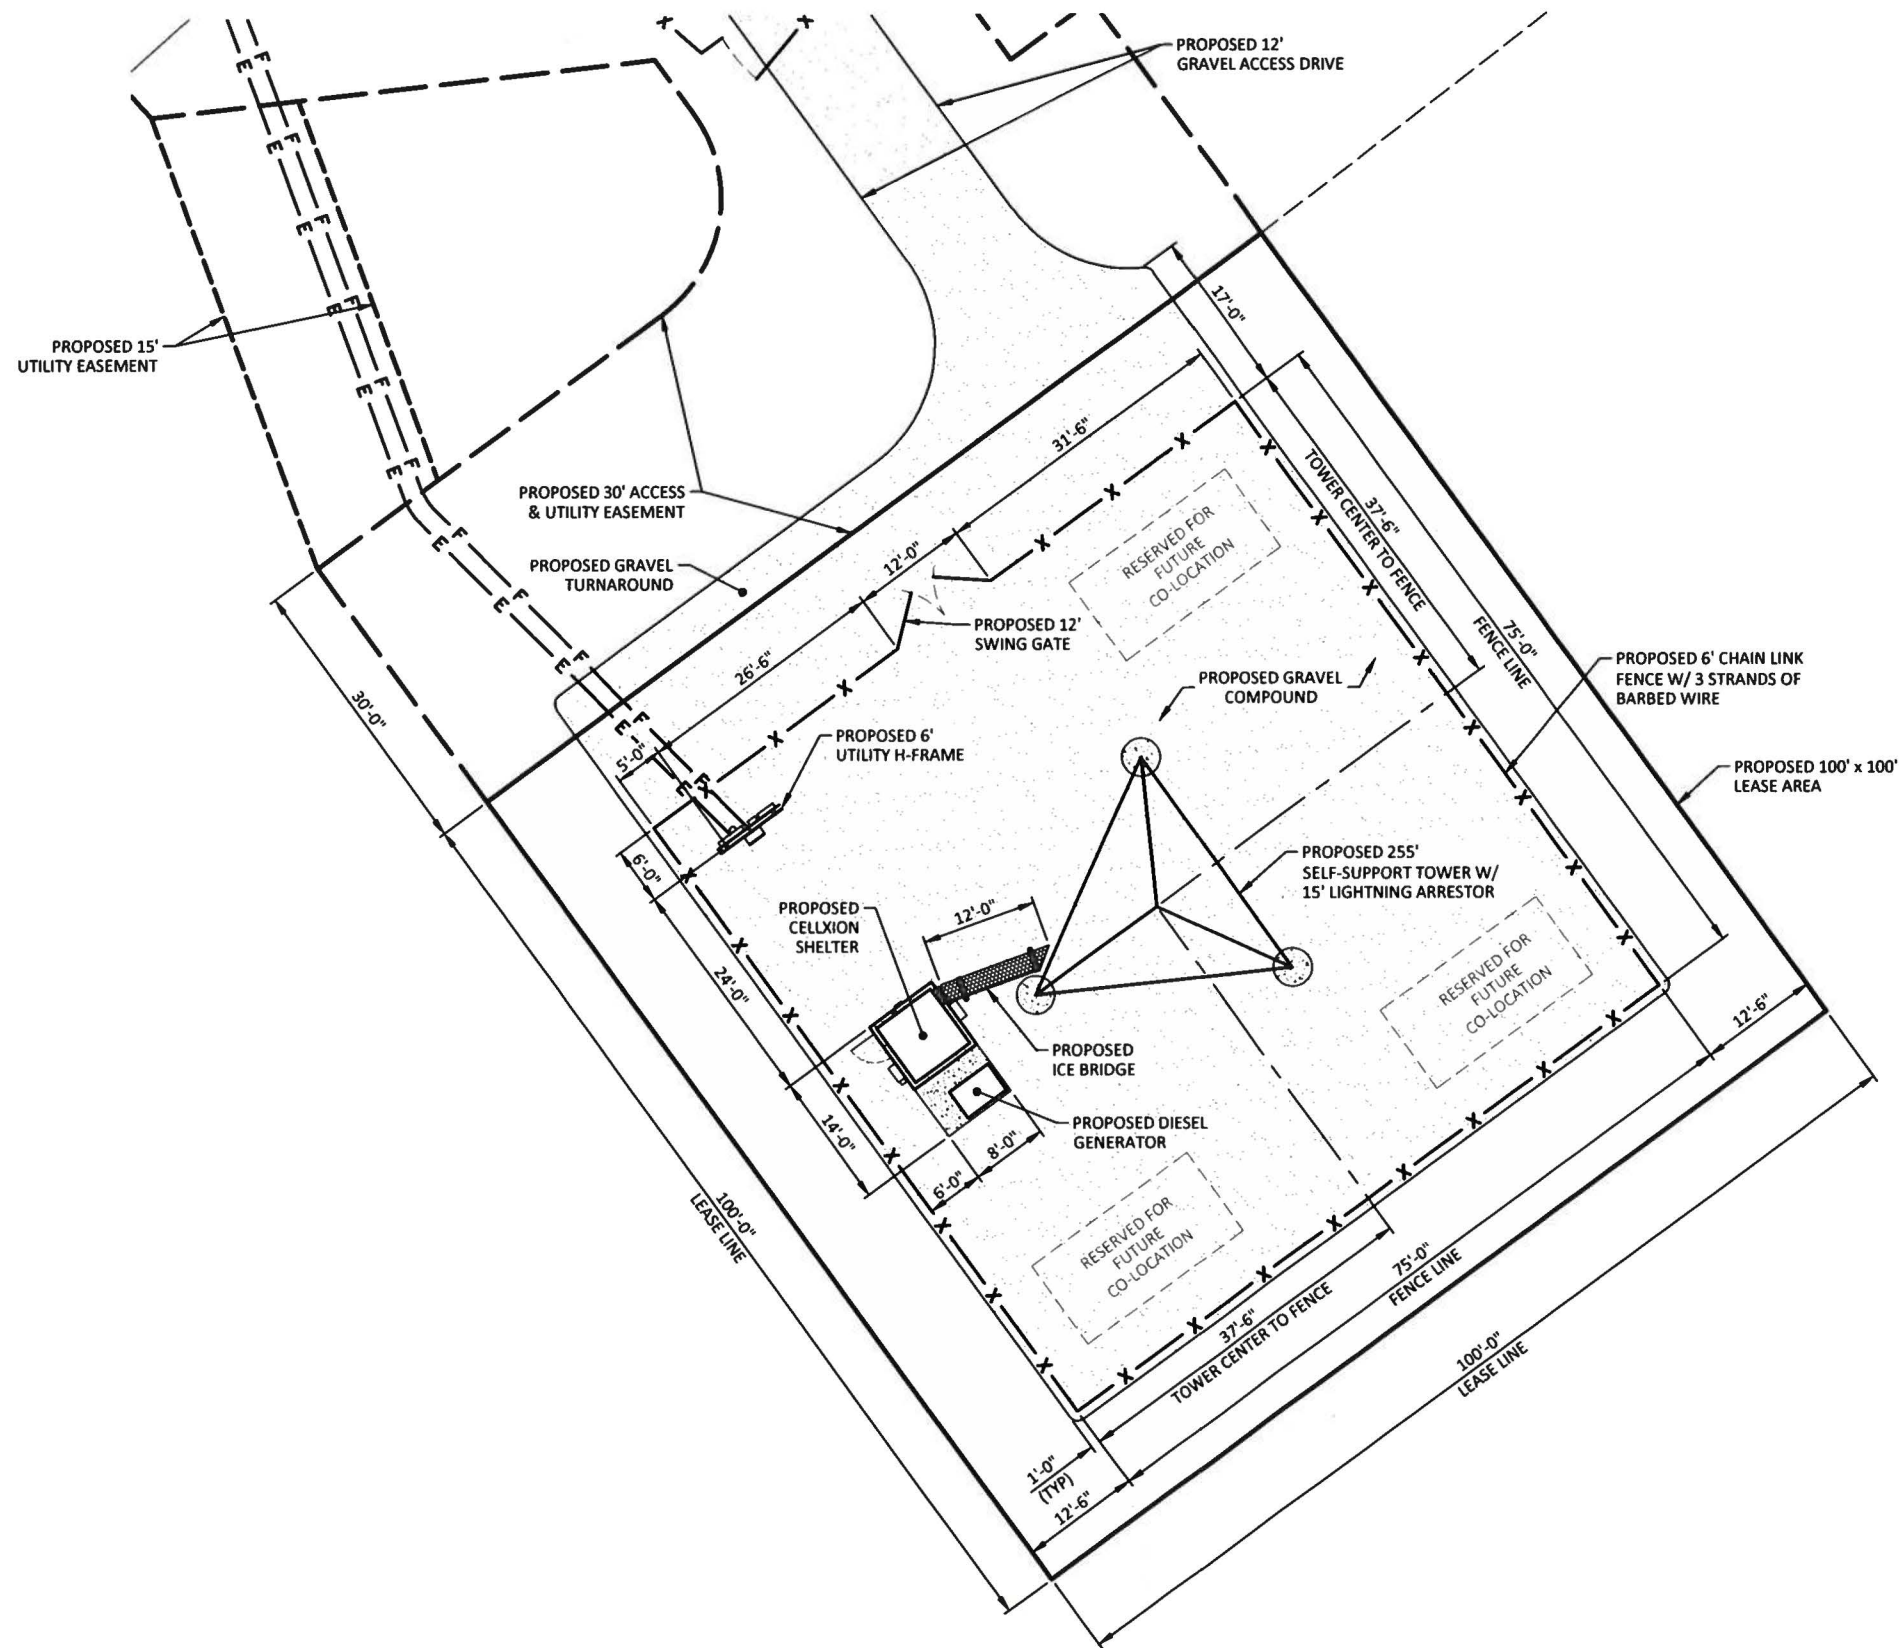 PROPOSED 12'
GRAVEL ACCESS DRIVE
PROPOSED 15'
UTILITY EASEMENT
17'-0"
31'-6"
TOWER CENTER TO FENCE
37'-6"
75'-0"
FENCE LINE
PROPOSED 30' ACCESS
& UTILITY EASEMENT
PROPOSED GRAVEL
TURNAROUND
12'-0"
RESERVED FOR
FUTURE
CO-LOCATION
PROPOSED 12'
SWING GATE
26'-6"
30'-0"
PROPOSED GRAVEL
COMPOUND
PROPOSED 6' CHAIN LINK
FENCE W/ 3 STRANDS OF
BARBED WIRE
5'-0"
PROPOSED 6'
UTILITY H-FRAME
PROPOSED 100' x 100'
LEASE AREA
6'-0"
PROPOSED 255'
SELF-SUPPORT TOWER W/
15' LIGHTNING ARRESTOR
PROPOSED
CELLXION
SHELTER
12'-0"
24'-0"
RESERVED FOR
FUTURE
CO-LOCATION
12'-6"
PROPOSED
ICE BRIDGE
14'-0"
PROPOSED DIESEL
GENERATOR
8'-0"
6'-0"
100'-0"
LEASE LINE
RESERVED FOR
FUTURE
CO-LOCATION
37'-6"
TOWER CENTER TO FENCE
75'-0"
FENCE LINE
100'-0"
LEASE LINE
1'-0"
(TYP)
12'-6"